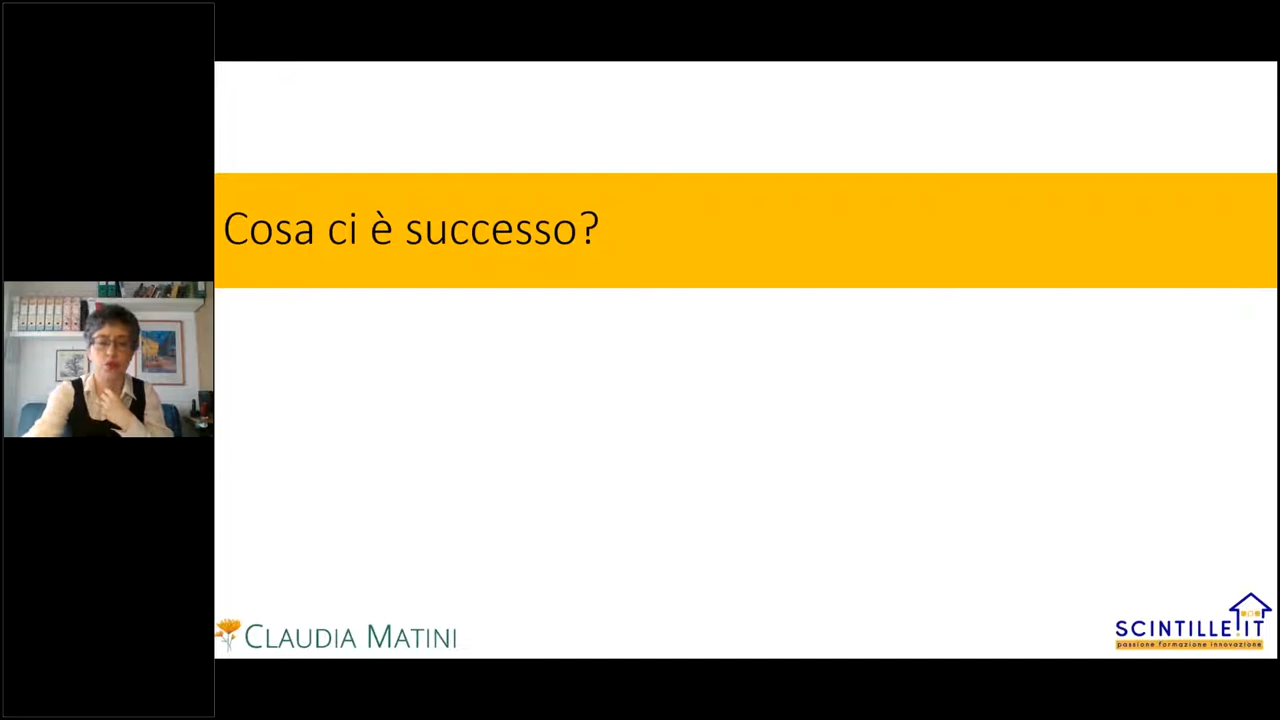 Cosa ci è successo?
CLAUDIA MATINI
SCINTILLE.IT
passione formazione innovazione